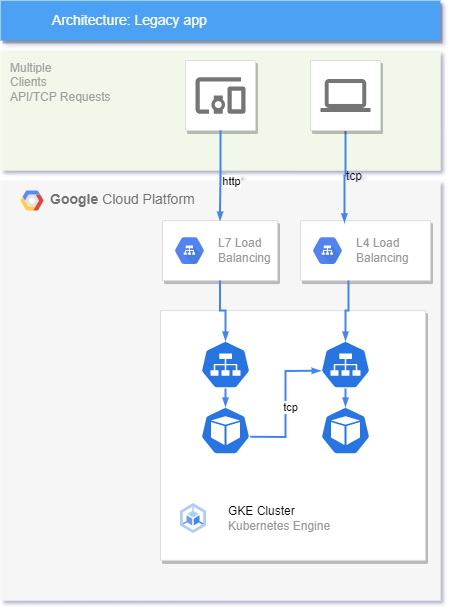 Architecture: Legacy app
Multiple
Clients
API/TCP Requests
http
tcp
Google Cloud Platform
L7 Load
Balancing
L4 Load
Balancing
tcp
GKE Cluster
Kubernetes Engine